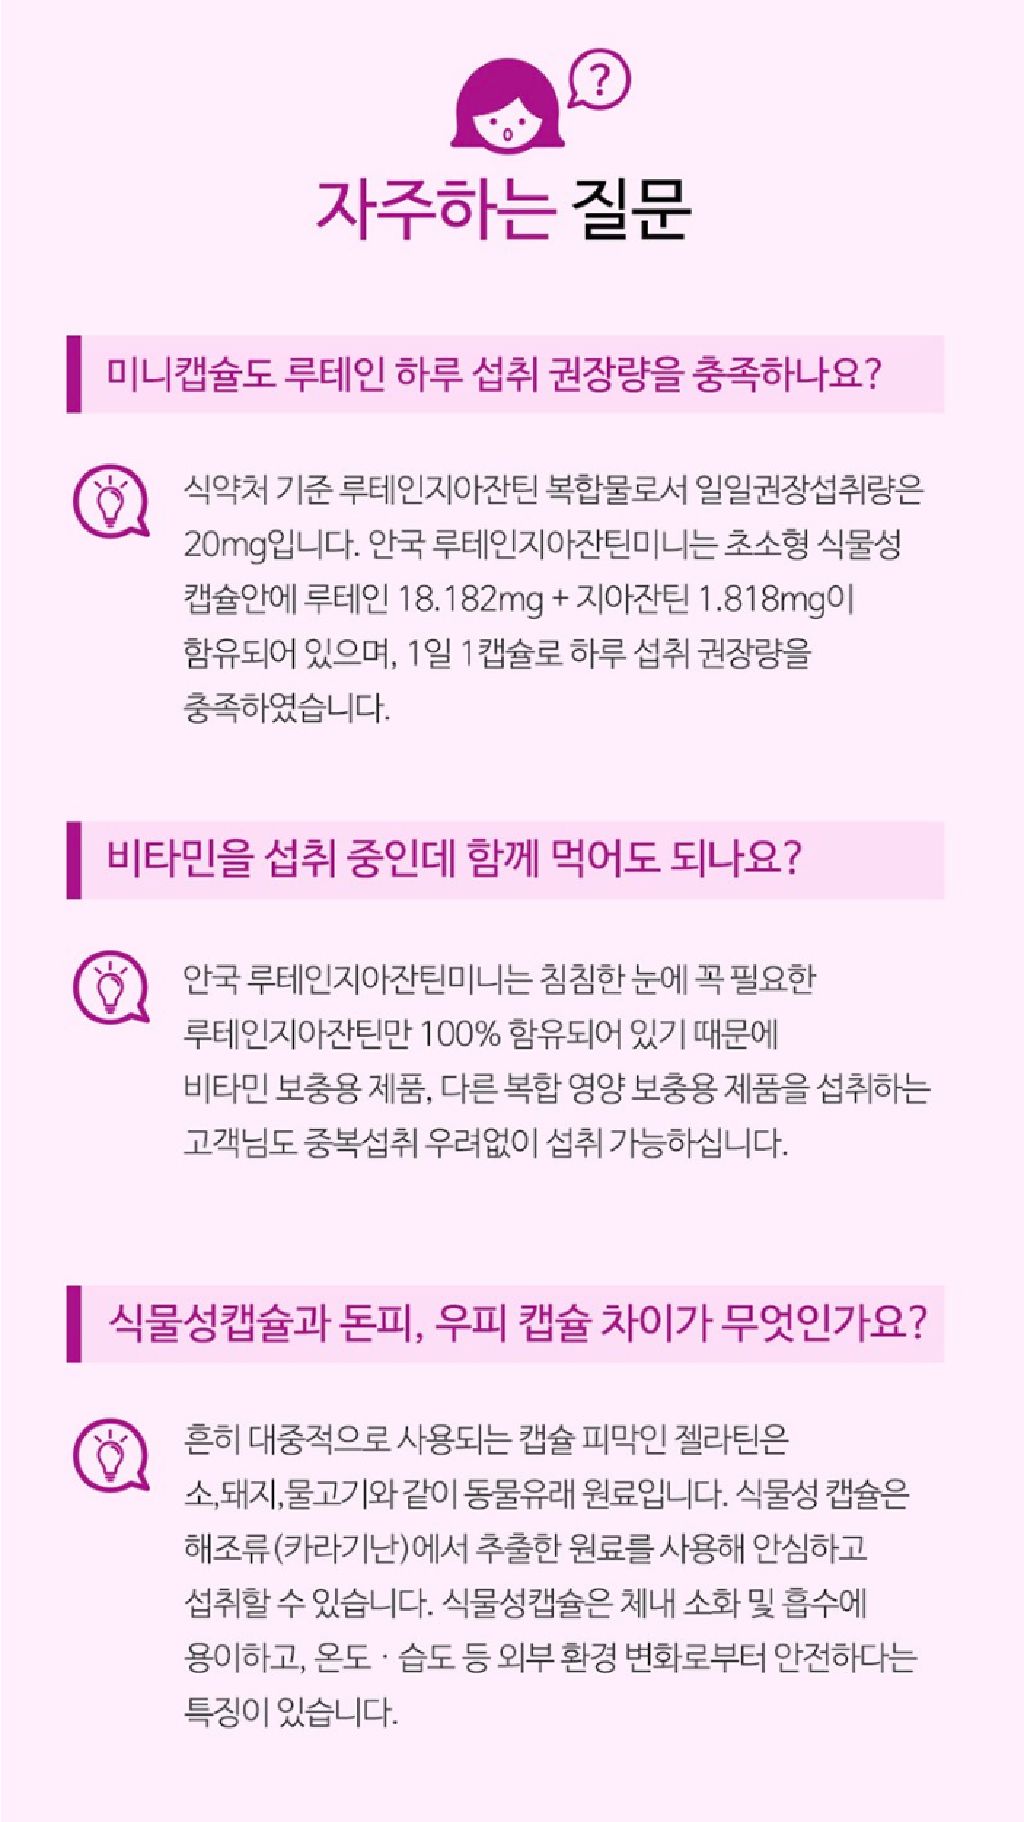 ?
자주하는 질문
미니캡슐도 루테인 하루 섭취 권장량을 충족하나요?
식약처 기준 루테인지아잔틴 복합물로서 일일권장섭취량은
20mg입니다. 안국 루테인지아잔틴미니는 초소형 식물성
캡슐안에 루테인 18.182mg + 지아잔틴 1.818mg이
함유되어 있으며, 1일 1캡슐로 하루 섭취 권장량을
충족하였습니다.
비타민을 섭취 중인데 함께 먹어도 되나요?
안국 루테인지아잔틴미니는 침침한 눈에 꼭 필요한
루테인지아잔틴만 100% 함유되어 있기 때문에
비타민 보충용 제품, 다른 복합 영양 보충용 제품을 섭취하는
고객님도 중복섭취 우려없이 섭취 가능하십니다.
식물성캡슐과 돈피, 우피 캡슐 차이가 무엇인가요?
흔히 대중적으로 사용되는 캡슐 피막인 젤라틴은
소,돼지,물고기와 같이 동물유래 원료입니다. 식물성 캡슐은
해조류(카라기난)에서 추출한 원료를 사용해 안심하고
섭취할 수 있습니다. 식물성캡슐은 체내 소화 및 흡수에
용이하고, 온도 · 습도 등 외부 환경 변화로부터 안전하다는
특징이 있습니다.